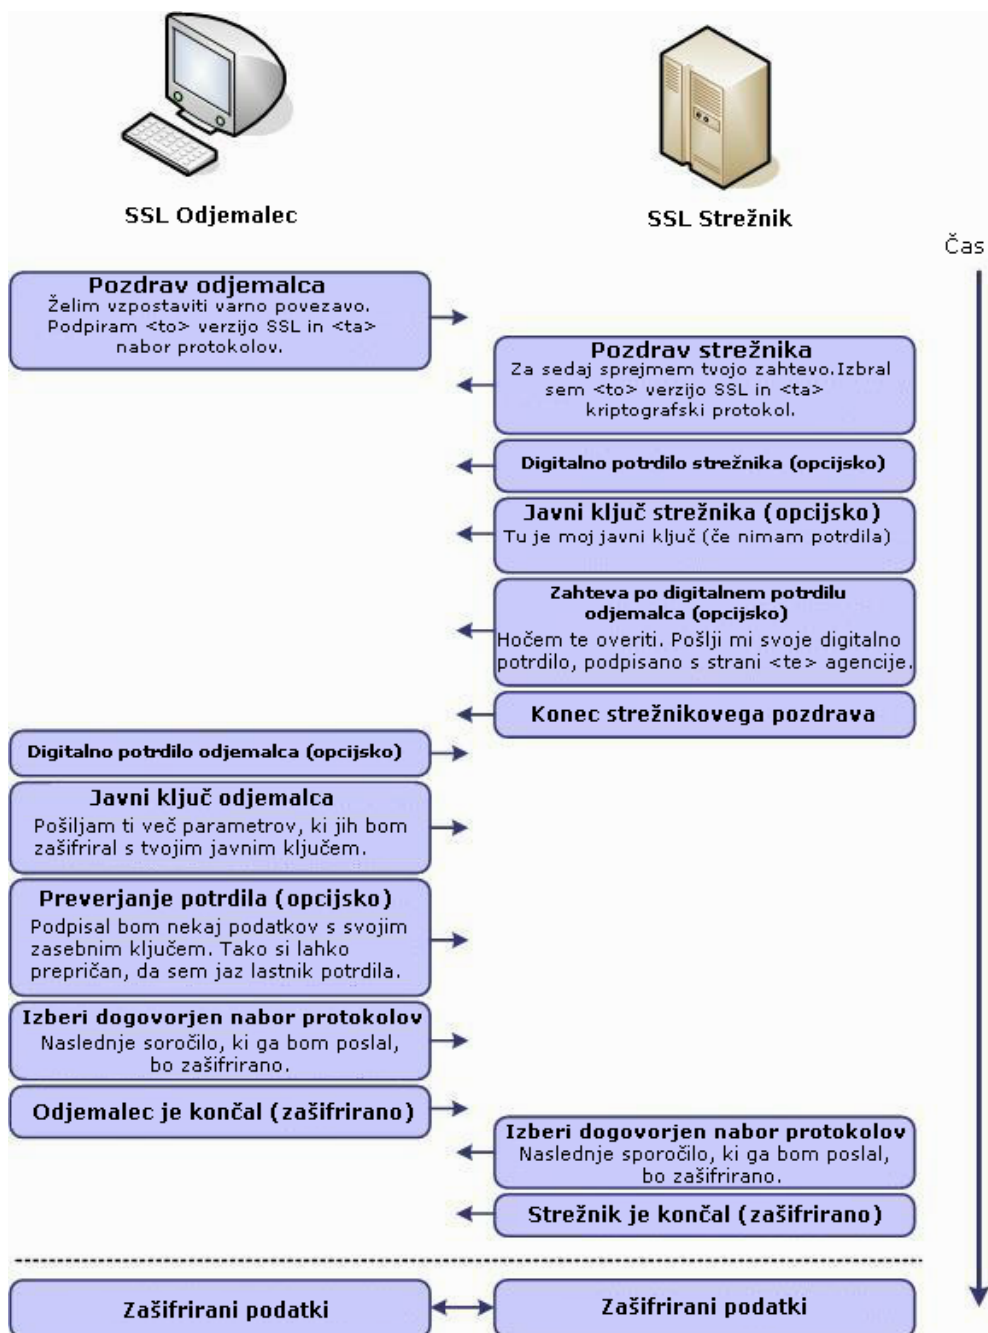 SSL Odjemalec
SSL Strežnik
Čas
Pozdrav odjemalca
Želim vzpostaviti varno povezavo.
Podpiram <to> verzijo SSL in <ta>
nabor protokolov.
Pozdrav strežnika
Za sedaj sprejmem tvojo zahtevo.Izbral
sem <to> verzijo SSL in <ta>
kriptografski protokol.
Digitalno potrdilo strežnika (opcijsko)
Javni ključ strežnika (opcijsko)
Tu je moj javni ključ (če nimam potrdila)
Zahteva po digitalnem potrdilu
odjemalca (opcijsko)
Hočem te overiti. Pošlji mi svoje digitalno
potrdilo, podpisano s strani <te> agencije.
Konec strežnikovega pozdrava
Digitalno potrdilo odjemalca (opcijsko)
Javni ključ odjemalca
Pošiljam ti več parametrov, ki jih bom
zašifriral s tvojim javnim ključem.
Preverjanje potrdila (opcijsko)
Podpisal bom nekaj podatkov s svojim
zasebnim ključem. Tako si lahko
prepričan, da sem jaz lastnik potrdila.
Izberi dogovorjen nabor protokolov
Naslednje soročilo, ki ga bom poslal,
bo zašifrirano.
Odjemalec je končal (zašifrirano)
Izberi dogovorjen nabor protokolov
Naslednje sporočilo, ki ga bom poslal,
bo zašifrirano.
Strežnik je končal (zašifrirano)
Zašifrirani podatki
Zašifrirani podatki